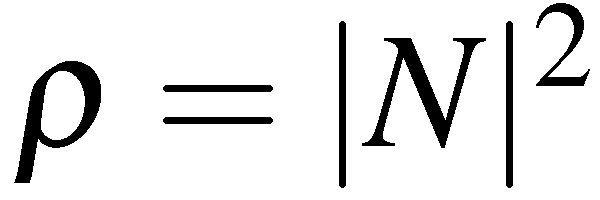 ρ = |N|²